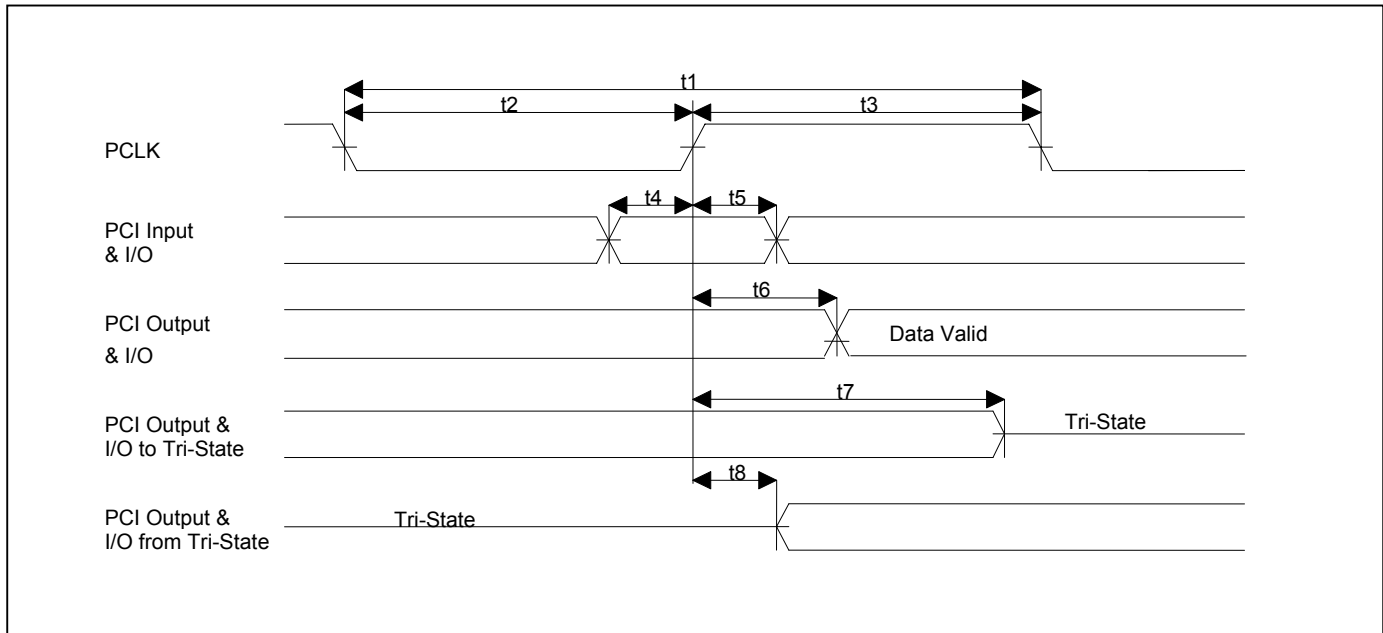 t1
t2
t3
PCLK
t4
t5
PCI Input
& I/O
t6
PCI Output
& I/O
Data Valid
t7
PCI Output &
I/O to Tri-State
Tri-State
t8
PCI Output &
I/O from Tri-State
Tri-State